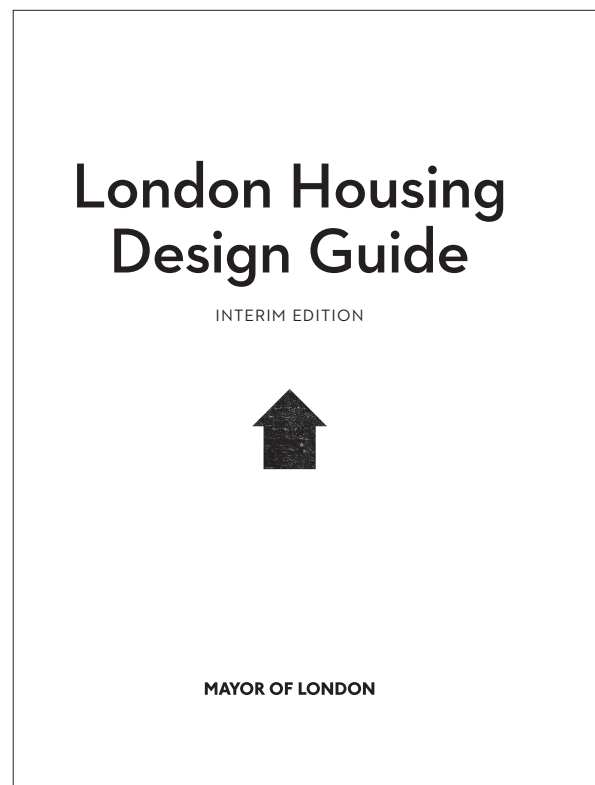 London Housing
Design Guide
INTERIM EDITION
MAYOR OF LONDON